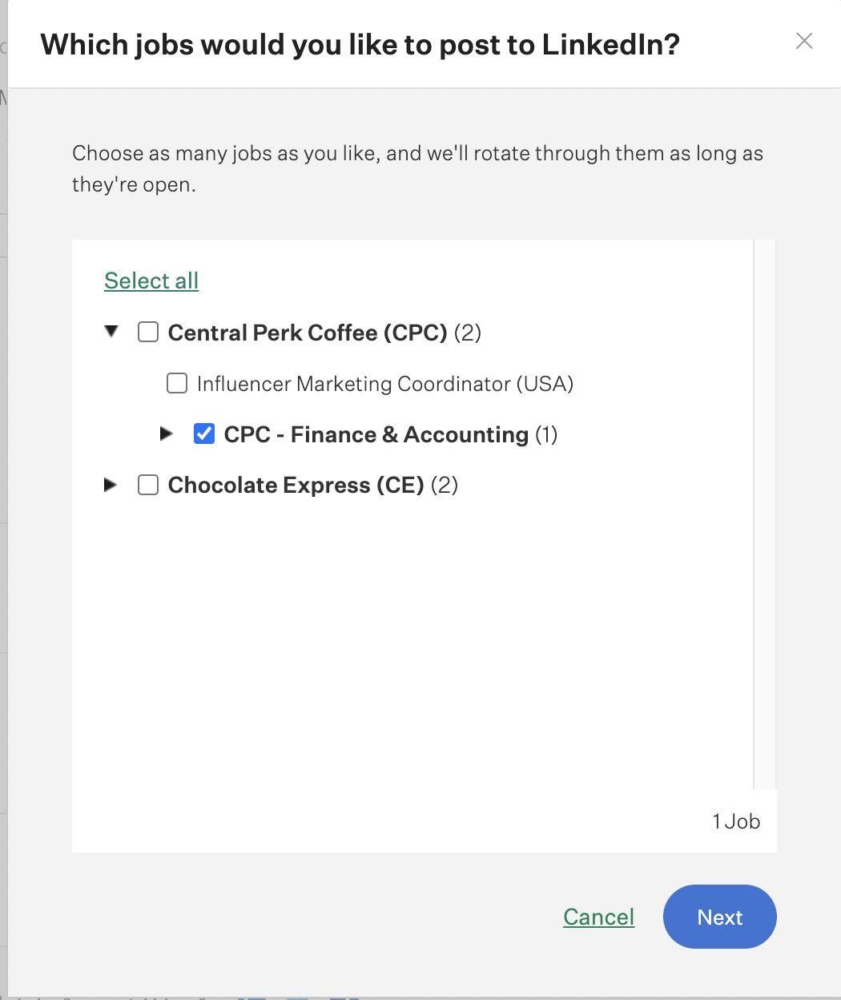 Which jobs would you like to post to LinkedIn?
Choose as many jobs as you like, and we'll rotate through them as long as
they're open.
Select all
Central Perk Coffee (CPC) (2)
Influencer Marketing Coordinator (USA)
CPC - Finance & Accounting (1)
Chocolate Express (CE) (2)
1 Job
Cancel
Next